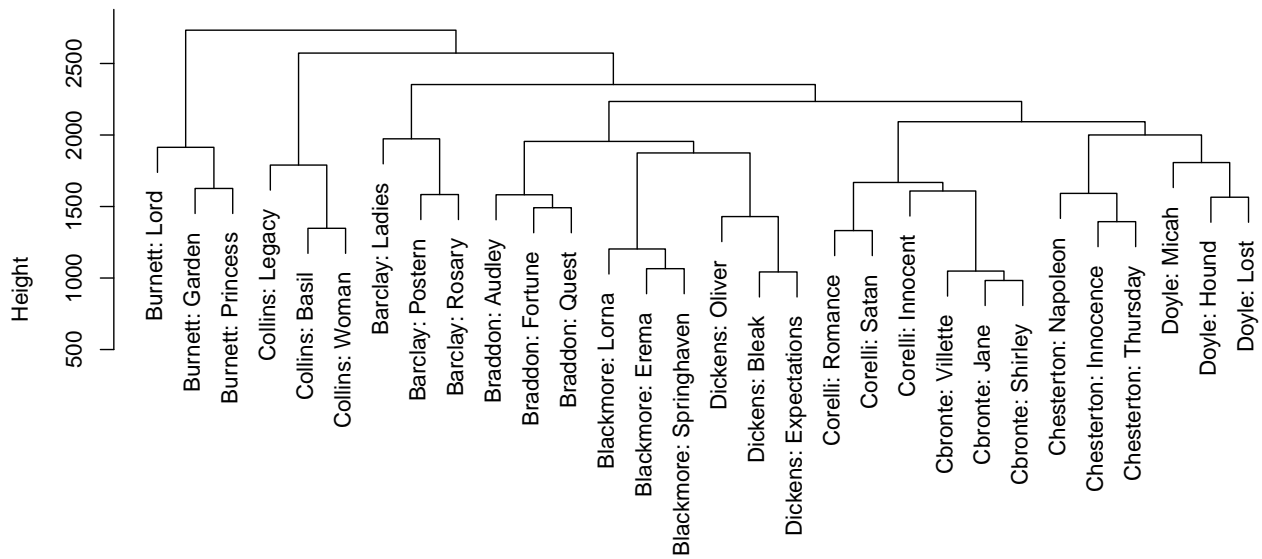 Height
500
1000
1500
2000
2500
Burnett: Lord
Burnett: Garden
Burnett: Princess
Collins: Legacy
Collins: Basil
Collins: Woman
Barclay: Ladies
Barclay: Postern
Barclay: Rosary
Braddon: Audley
Braddon: Fortune
Braddon: Quest
Blackmore: Lorna
Blackmore: Erema
Blackmore: Springhaven
Dickens: Oliver
Dickens: Bleak
Dickens: Expectations
Corelli: Romance
Corelli: Satan
Corelli: Innocent
Cbronte: Villette
Cbronte: Jane
Cbronte: Shirley
Chesterton: Napoleon
Chesterton: Innocence
Chesterton: Thursday
Doyle: Micah
Doyle: Hound
Doyle: Lost